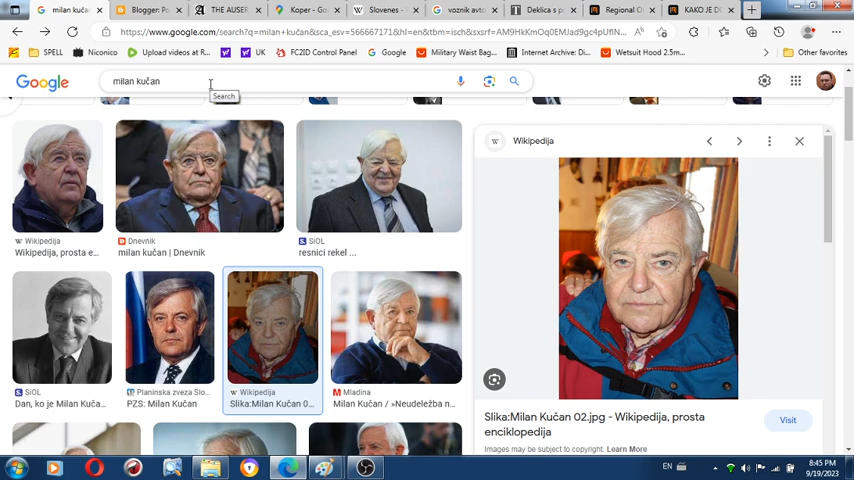 milan kuča
Blogger Po
THE AUSER
Koper - Go
Slovenes -
voznik avto
Deklica s p
Regional O
KAKO JE DO
https://www.google.com/search?q=milan+kučan&sca_esv=566667171&hl=en&tbm=isch&sxsrf=AM9HkKmOq0EMJad9gc4pUfIN...
SPELL
Niconico
Upload videos at R...
UK
FC2ID Control Panel
Google
Military Waist Bag...
Internet Archive: Di...
Wetsuit Hood 2.5m...
Other favorites
Google
milan kučan
Search
Wikipedija
Wikipedija, prosta e...
Dnevnik
milan kučan | Dnevnik
SiOL
resnici rekel ...
SiOL
Dan, ko je Milan Kuča...
Planinska zveza Slo...
PZS: Milan Kučan
Wikipedija
Slika:Milan Kučan 0...
Mladina
Milan Kučan / »Neudeležba n...
Wikipedija
Slika:Milan Kučan 02.jpg - Wikipedija, prosta
enciklopedija
Visit
Images may be subject to copyright. Learn More
EN
8:45 PM
9/19/2023